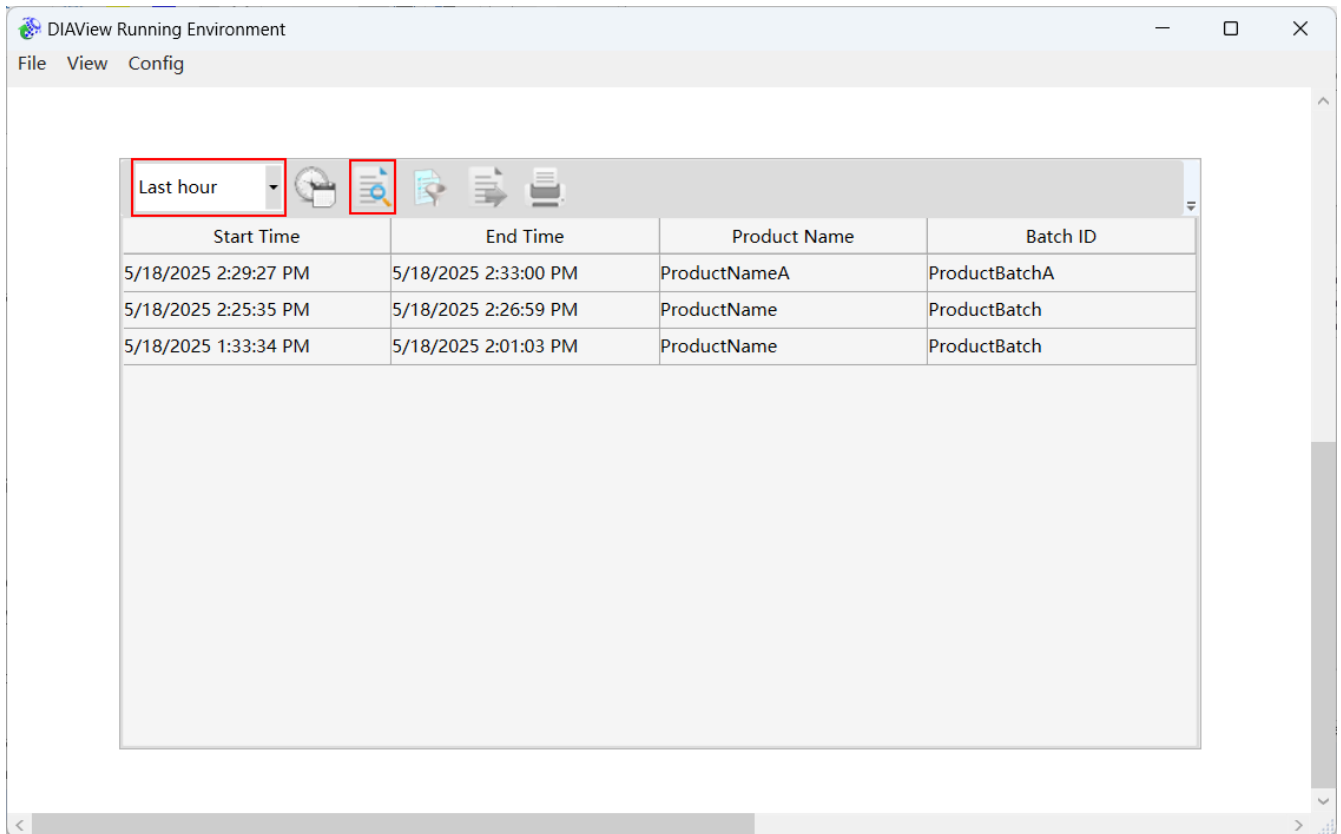 DIAView Running Environment
File View Config
Last hour
Start Time End Time Product Name Batch ID
5/18/2025 2:29:27 PM 5/18/2025 2:33:00 PM ProductNameA ProductBatchA
5/18/2025 2:25:35 PM 5/18/2025 2:26:59 PM ProductName ProductBatch
5/18/2025 1:33:34 PM 5/18/2025 2:01:03 PM ProductName ProductBatch